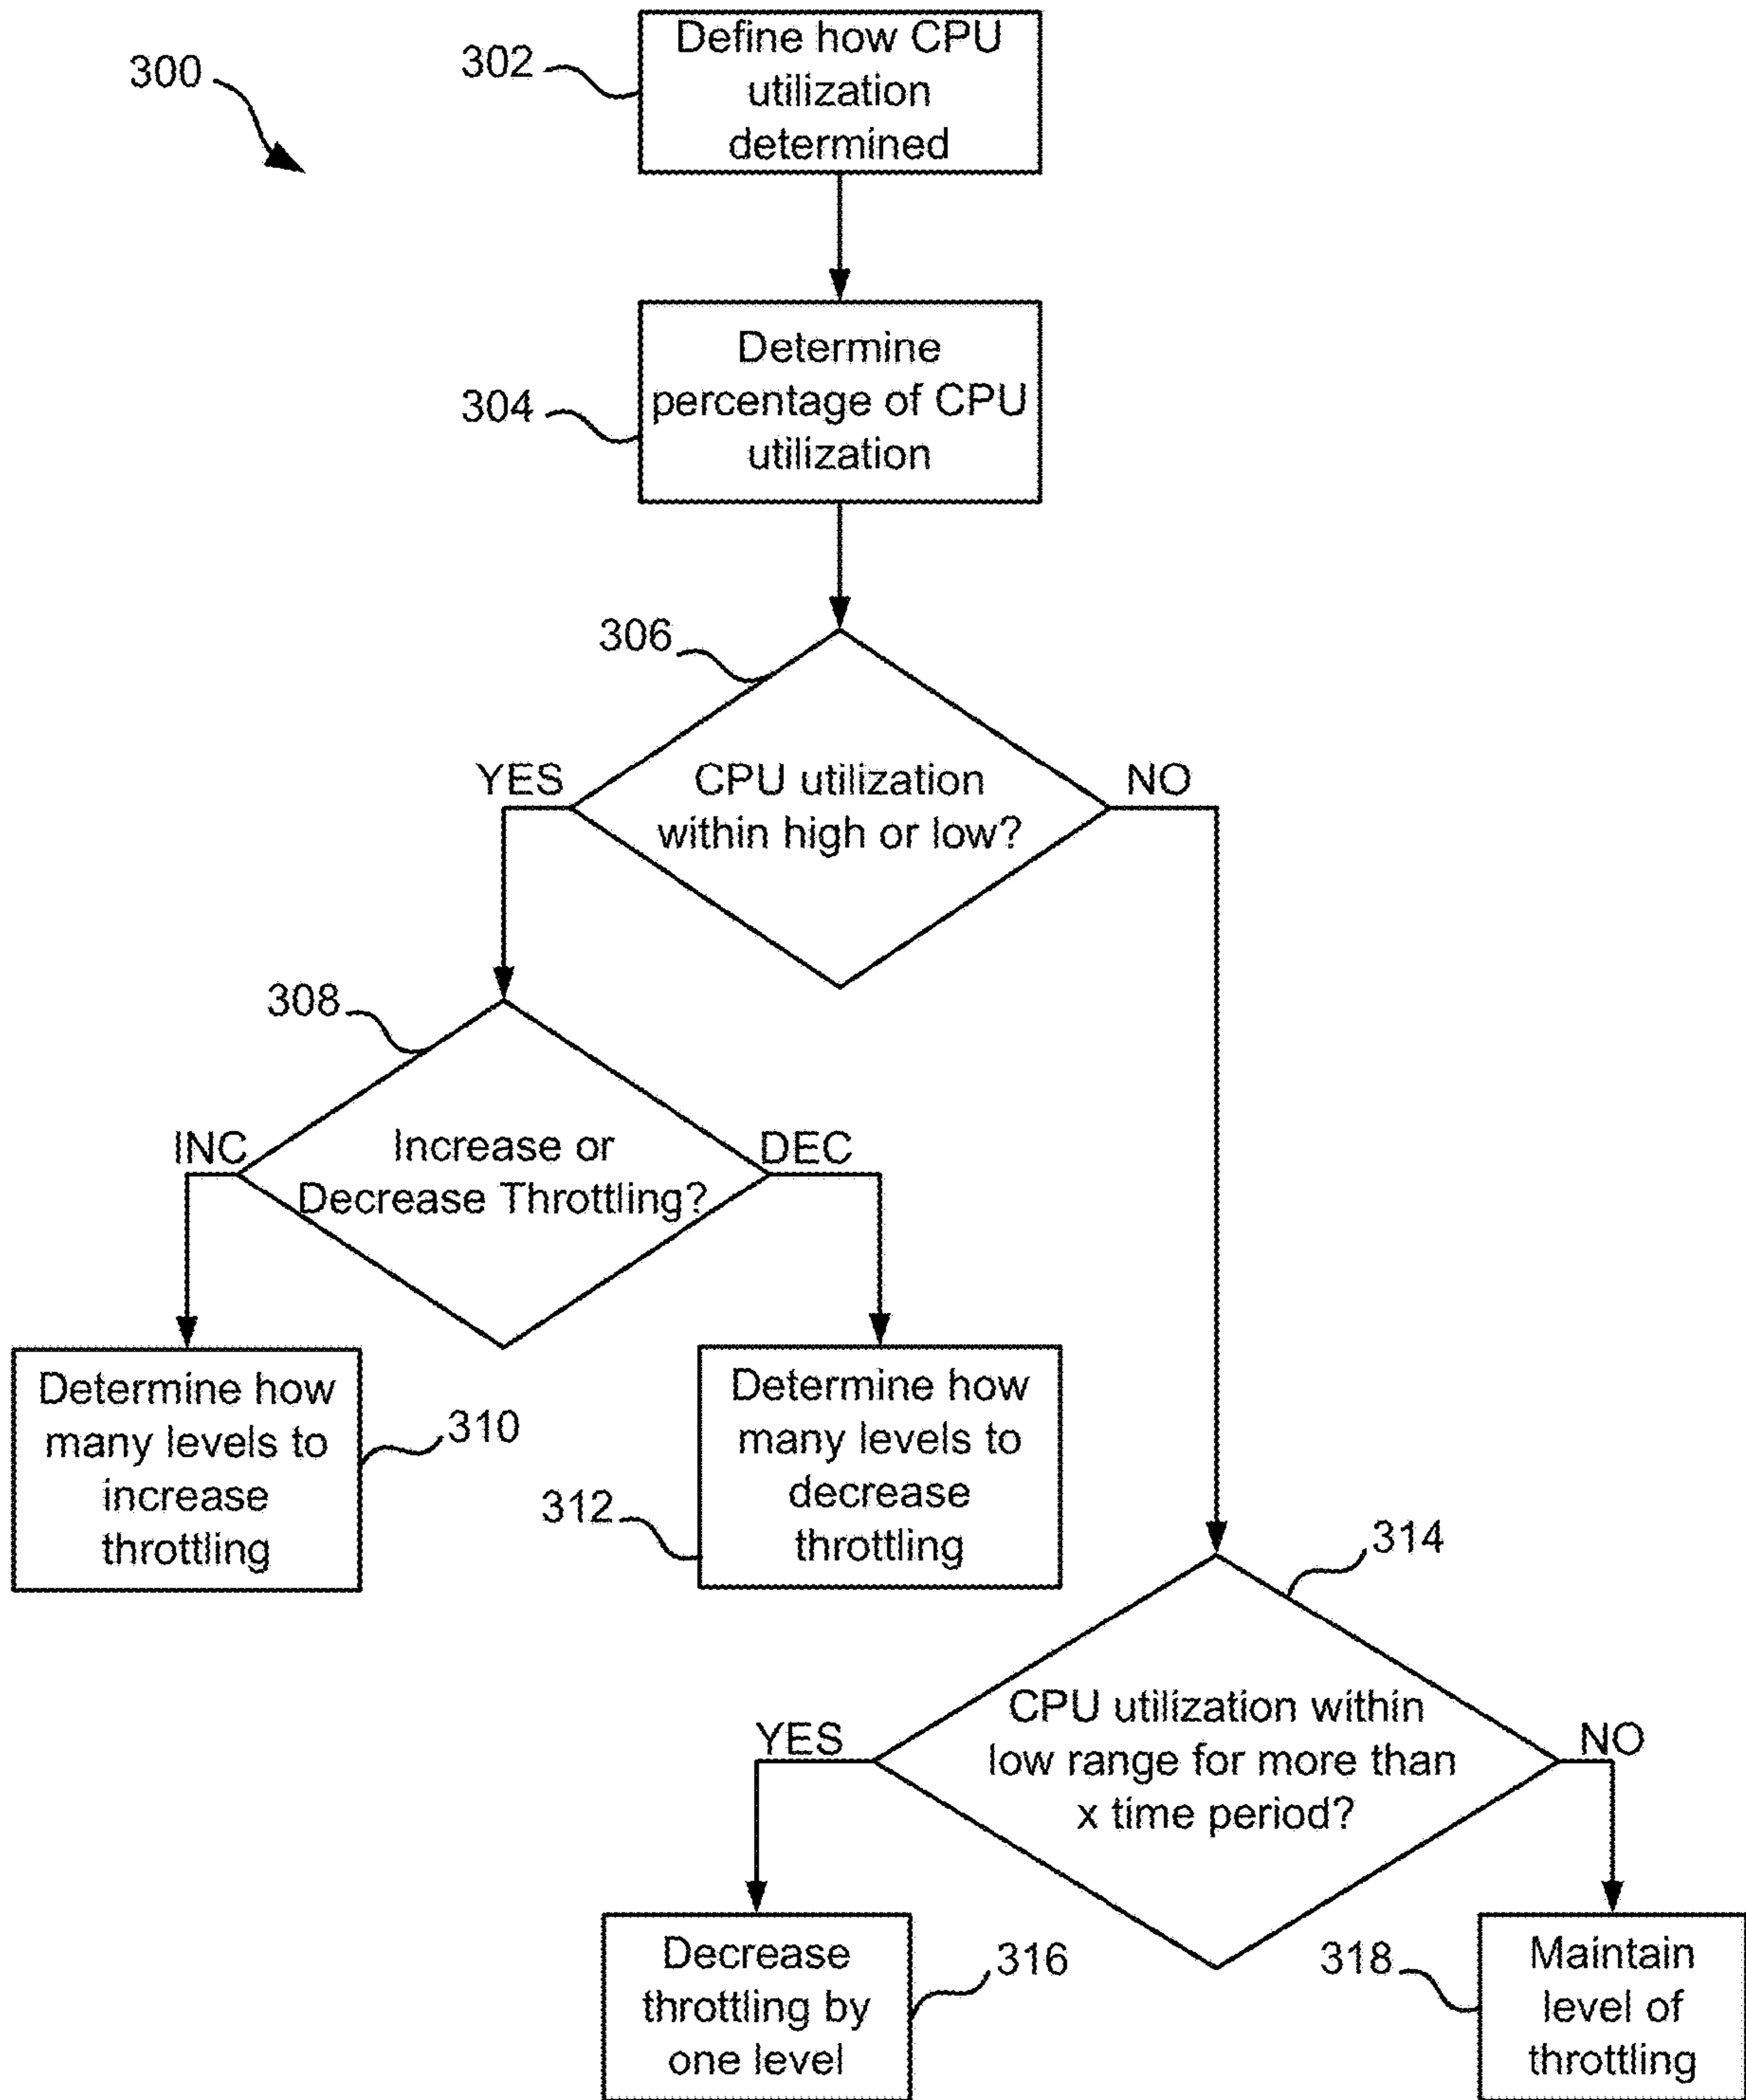 300
302
Define how CPU
utilization
determined
304
Determine
percentage of CPU
utilization
306
CPU utilization
within high or low?
YES
NO
308
Increase or
Decrease Throttling?
INC
DEC
Determine how
many levels to
increase
throttling
310
Determine how
many levels to
decrease
throttling
312
314
CPU utilization within
low range for more than
x time period?
YES
NO
Decrease
throttling by
one level
316
318
Maintain
level of
throttling